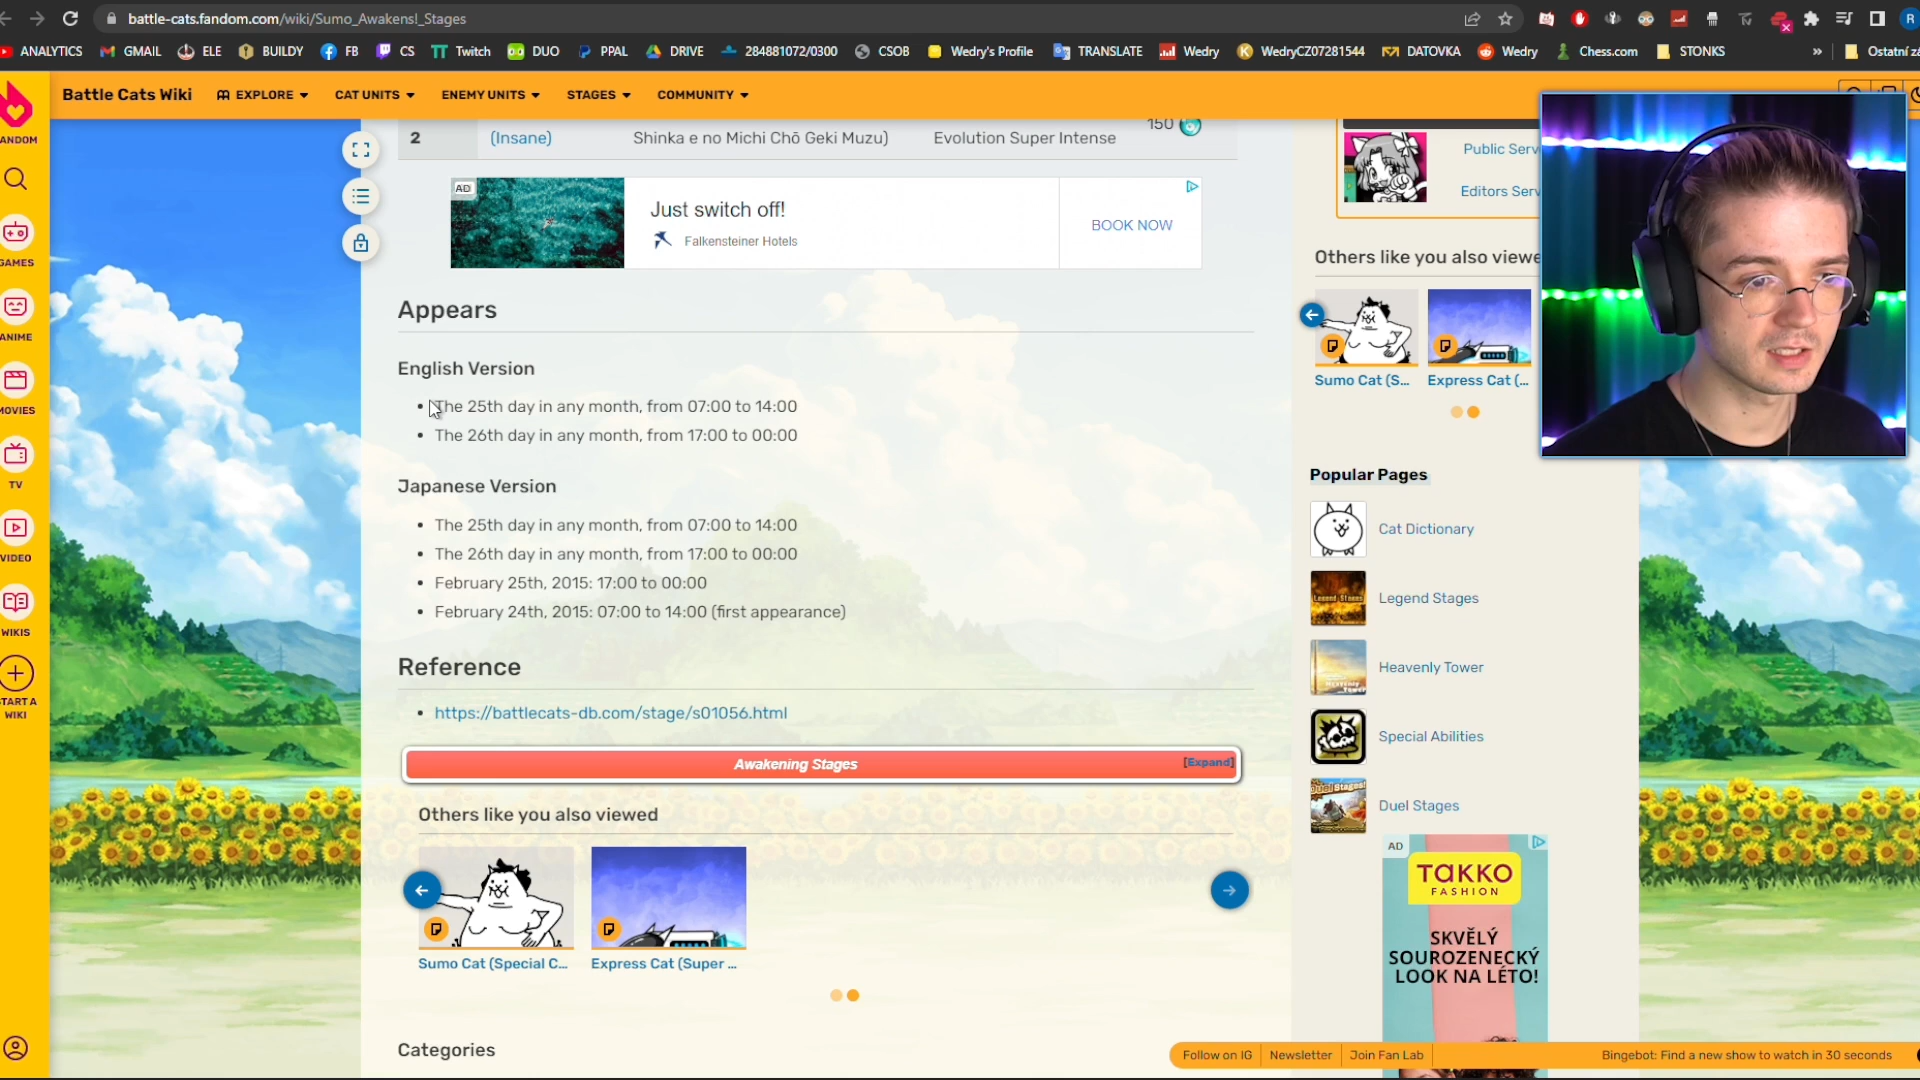 battle-cats.fandom.com/wiki/Sumo_Awakens!_Stages
ANALYTICS
GMAIL
ELE
BUILDY
FB
CS
Twitch
DUO
PPAL
DRIVE
284881072/0300
CSOB
Wedry's Profile
TRANSLATE
Wedry
WedryCZ07281544
DATOVKA
Wedry
Chess.com
STONKS
»
Ostatní zá
Battle Cats Wiki
EXPLORE
CAT UNITS
ENEMY UNITS
STAGES
COMMUNITY
ANDOM
GAMES
ANIME
MOVIES
TV
VIDEO
WIKIS
START A
WIKI
2
(Insane)
Shinka e no Michi Chō Geki Muzu)
Evolution Super Intense
150
AD
Just switch off!
Falkensteiner Hotels
BOOK NOW
Appears
English Version
• The 25th day in any month, from 07:00 to 14:00
• The 26th day in any month, from 17:00 to 00:00
Japanese Version
• The 25th day in any month, from 07:00 to 14:00
• The 26th day in any month, from 17:00 to 00:00
• February 25th, 2015: 17:00 to 00:00
• February 24th, 2015: 07:00 to 14:00 (first appearance)
Reference
• https://battlecats-db.com/stage/s01056.html
Awakening Stages
[Expand]
Others like you also viewed
Sumo Cat (Special C...
Express Cat (Super ...
Categories
Public Serv
Editors Serv
Others like you also viewe
Sumo Cat (S...
Express Cat (...
Popular Pages
Cat Dictionary
Legend Stages
Heavenly Tower
Special Abilities
Duel Stages
AD
TAKKO
FASHION
SKVĚLÝ
SOUROZENECKÝ
LOOK NA LÉTO!
Follow on IG
Newsletter
Join Fan Lab
Bingebot: Find a new show to watch in 30 seconds